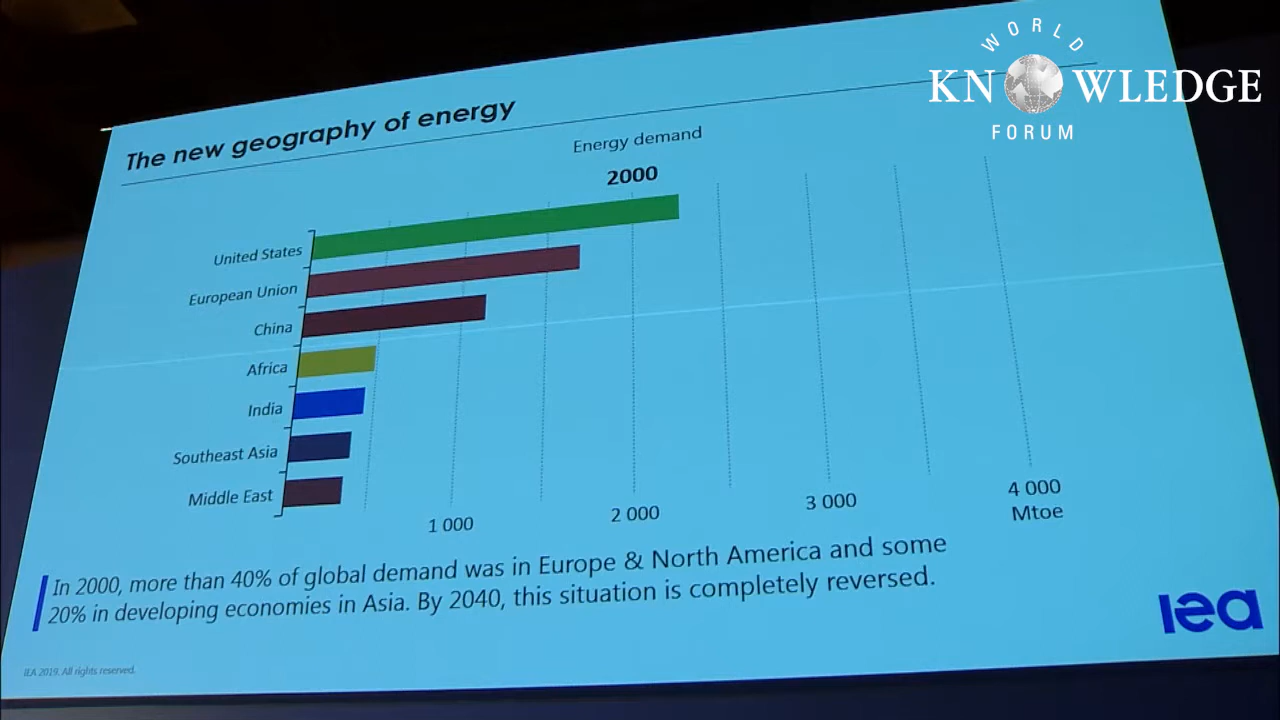 WORLD
KNOWLEDGE
FORUM
The new geography of energy
Energy demand
2000
United States
European Union
China
Africa
India
Southeast Asia
Middle East
1 000
2 000
3 000
4 000
Mtoe
In 2000, more than 40% of global demand was in Europe & North America and some
20% in developing economies in Asia. By 2040, this situation is completely reversed.
iea
IEA 2019. All rights reserved.